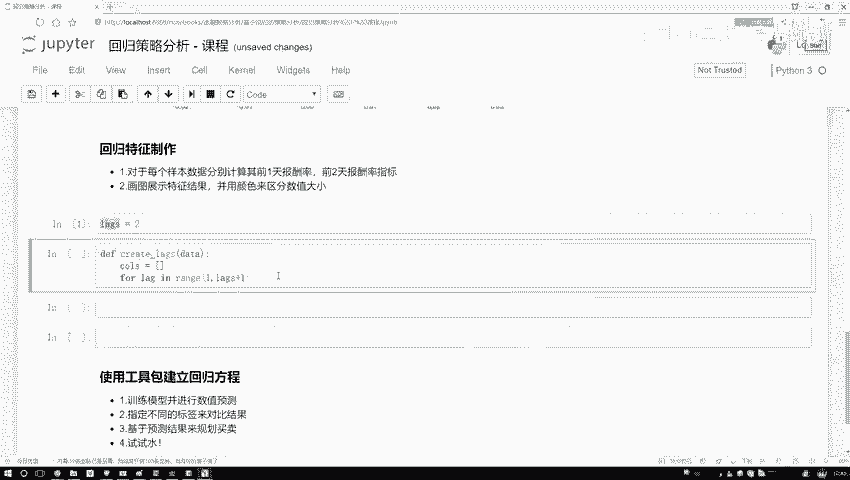 jupyter 回归策略分析 - 课程 (unsaved changes)
File Edit View Insert Cell Kernel Widgets Help
Not Trusted
Python 3
Code
回归特征制作
1.对于每个样本数据分别计算其前1天报酬率，前2天报酬率指标
2.画图展示特征结果，并用颜色来区分数值大小
In [1]: lags = 2
In [ ]: def create_lags(data):
cols = []
for lag in range(1,lags+1)
In [ ]:
In [ ]:
使用工具包建立回归方程
1.训练模型并进行数值预测
2.指定不同的标签来对比结果
3.基于预测结果来规划买卖
4.试试水！